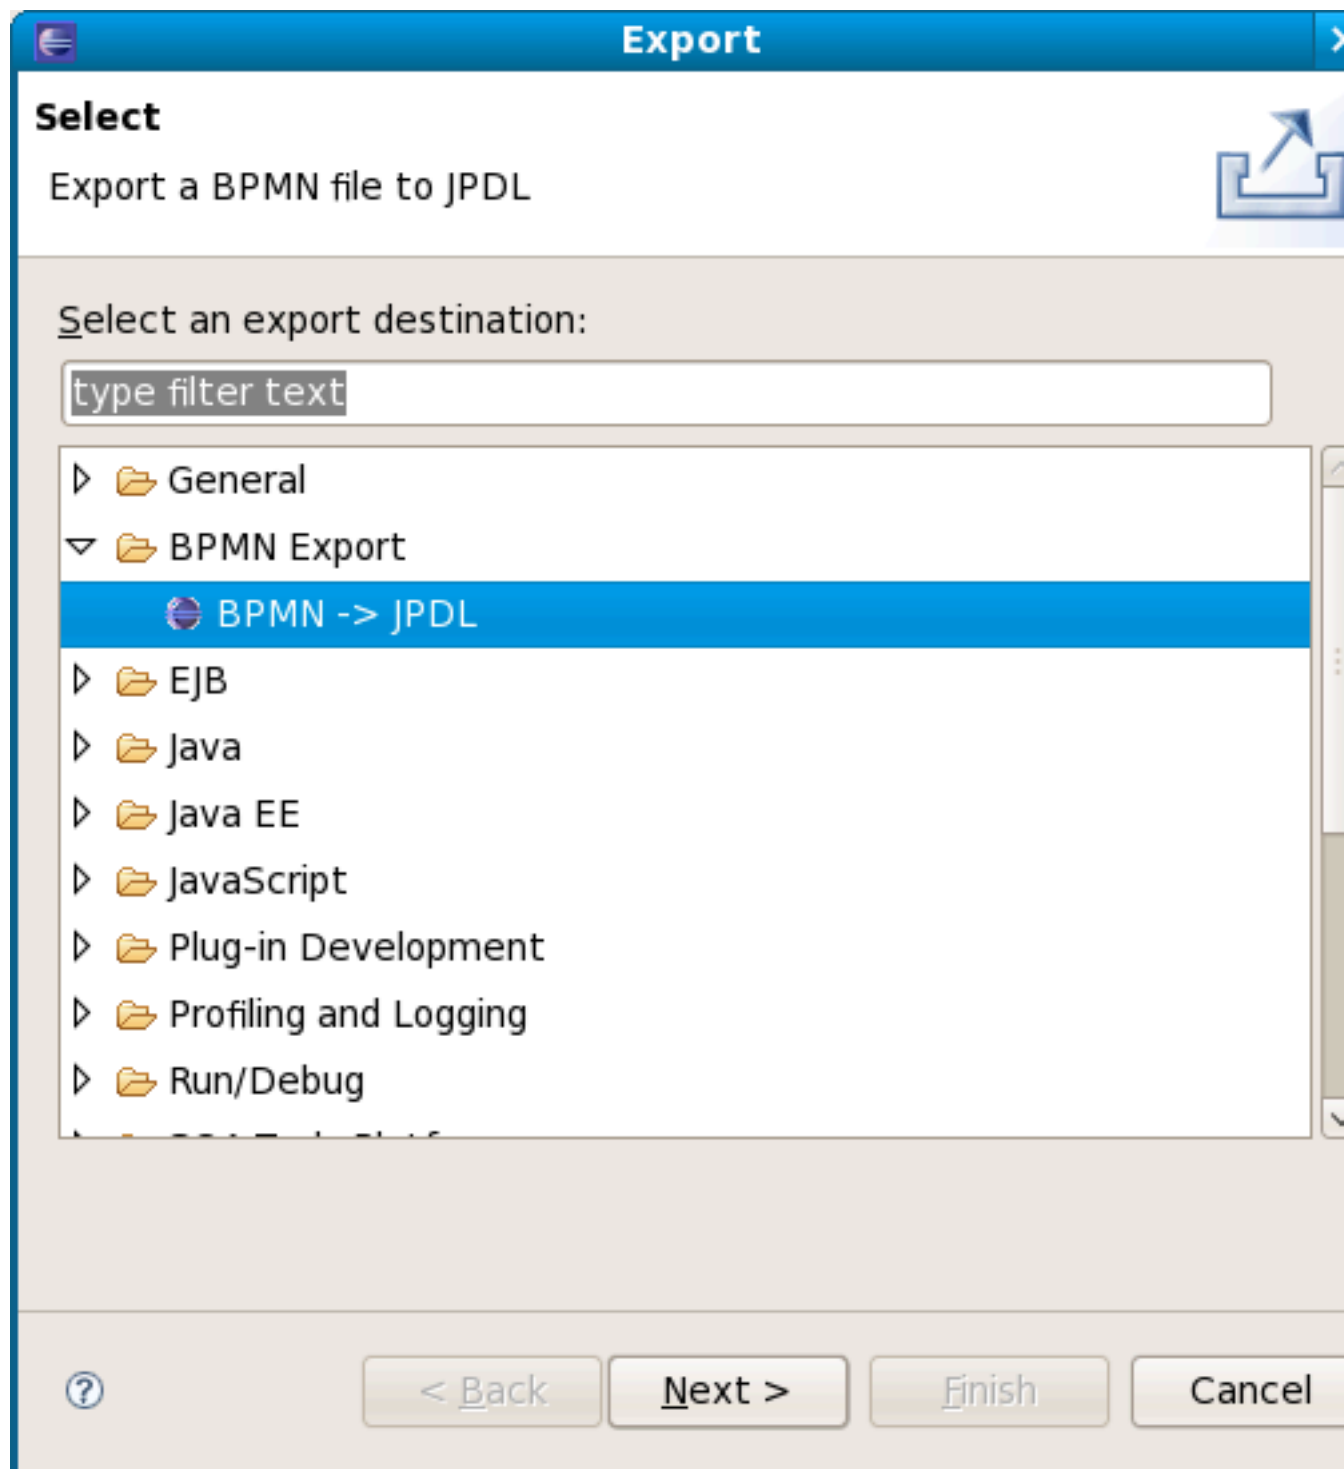 Export
Select
Export a BPMN file to JPDL
Select an export destination:
type filter text
General
BPMN Export
BPMN -> JPDL
EJB
Java
Java EE
JavaScript
Plug-in Development
Profiling and Logging
Run/Debug
< Back
Next >
Finish
Cancel